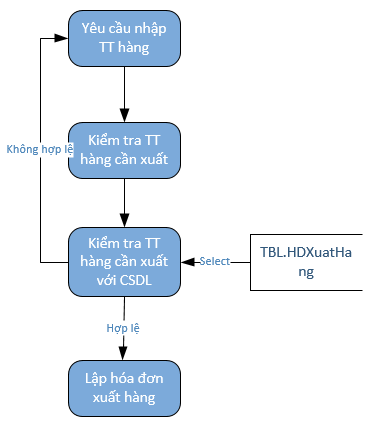 Yêu cầu nhập
TT hàng
Kiểm tra TT
hàng cần xuất
Không hợp lệ
Kiểm tra TT
hàng cần xuất
với CSDL
Select
TBL.HDXuatHa
ng
Hợp lệ
Lập hóa đơn
xuất hàng